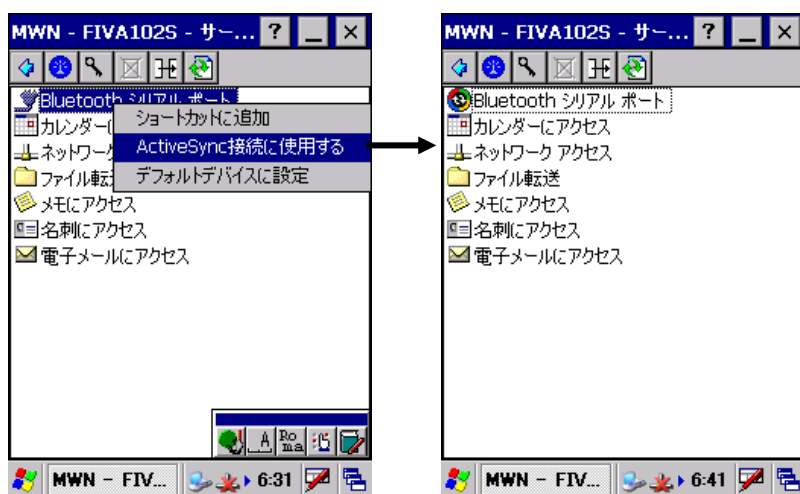 MWN - FIVA102S - サー...
Bluetooth シリアル ポート
ショートカットに追加
カレンダーに
ActiveSync接続に使用する
ネットワーク
デフォルトデバイスに設定
ファイル転送
メモにアクセス
名刺にアクセス
電子メールにアクセス
A
Ro
ma
MWN - FIV...
6:31
MWN - FIVA102S - サー...
Bluetooth シリアル ポート
カレンダーにアクセス
ネットワーク アクセス
ファイル転送
メモにアクセス
名刺にアクセス
電子メールにアクセス
MWN - FIV...
6:41